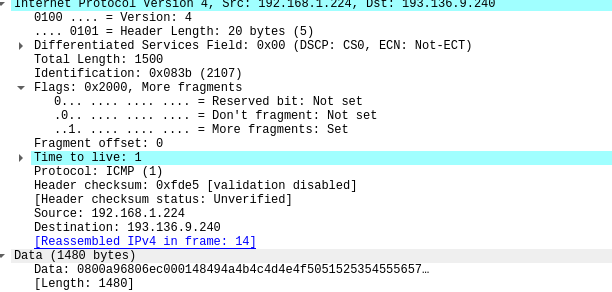 Internet Protocol Version 4, Src: 192.168.1.224, Dst: 193.136.9.240
0100 .... = Version: 4
.... 0101 = Header Length: 20 bytes (5)
Differentiated Services Field: 0x00 (DSCP: CS0, ECN: Not-ECT)
Total Length: 1500
Identification: 0x083b (2107)
Flags: 0x2000, More fragments
0... .... .... .... = Reserved bit: Not set
.0.. .... .... .... = Don't fragment: Not set
..1. .... .... .... = More fragments: Set
Fragment offset: 0
Time to live: 1
Protocol: ICMP (1)
Header checksum: 0xfde5 [validation disabled]
[Header checksum status: Unverified]
Source: 192.168.1.224
Destination: 193.136.9.240
[Reassembled IPv4 in frame: 14]
Data (1480 bytes)
Data: 0800a96806ec000148494a4b4c4d4e4f5051525354555657…
[Length: 1480]